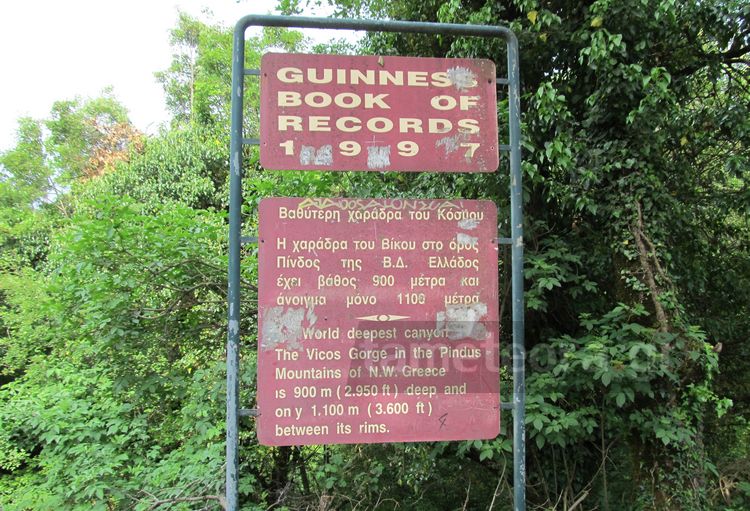 GUINNESS
BOOK OF
RECORDS
1997
Βαθύτερη χαράδρα του Κόσμου
Η χαράδρα του Βίκου στο όρος
Πίνδος της Β.Δ. Ελλάδος
έχει βάθος 900 μέτρα και
άνοιγμα μόνο 1100 μέτρα
World deepest canyon
The Vicos Gorge in the Pindus
Mountains of N.W. Greece
is 900 m (2.950 ft) deep and
on y 1.100 m (3.600 ft)
between its rims.